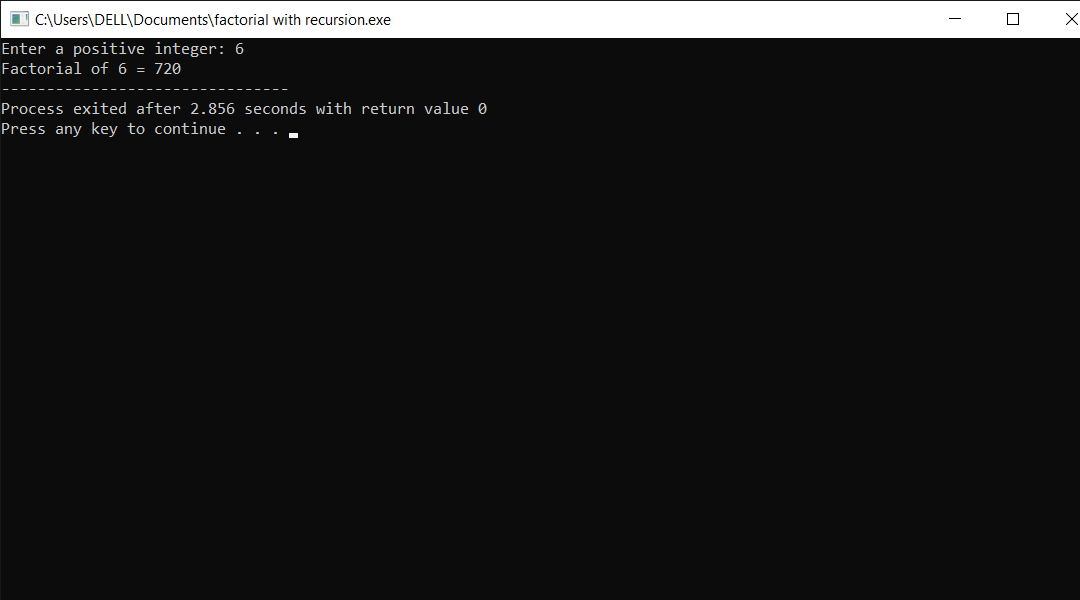 C:\Users\DELL\Documents\factorial with recursion.exe
Enter a positive integer: 6
Factorial of 6 = 720
--------------------------------
Process exited after 2.856 seconds with return value 0
Press any key to continue . . .